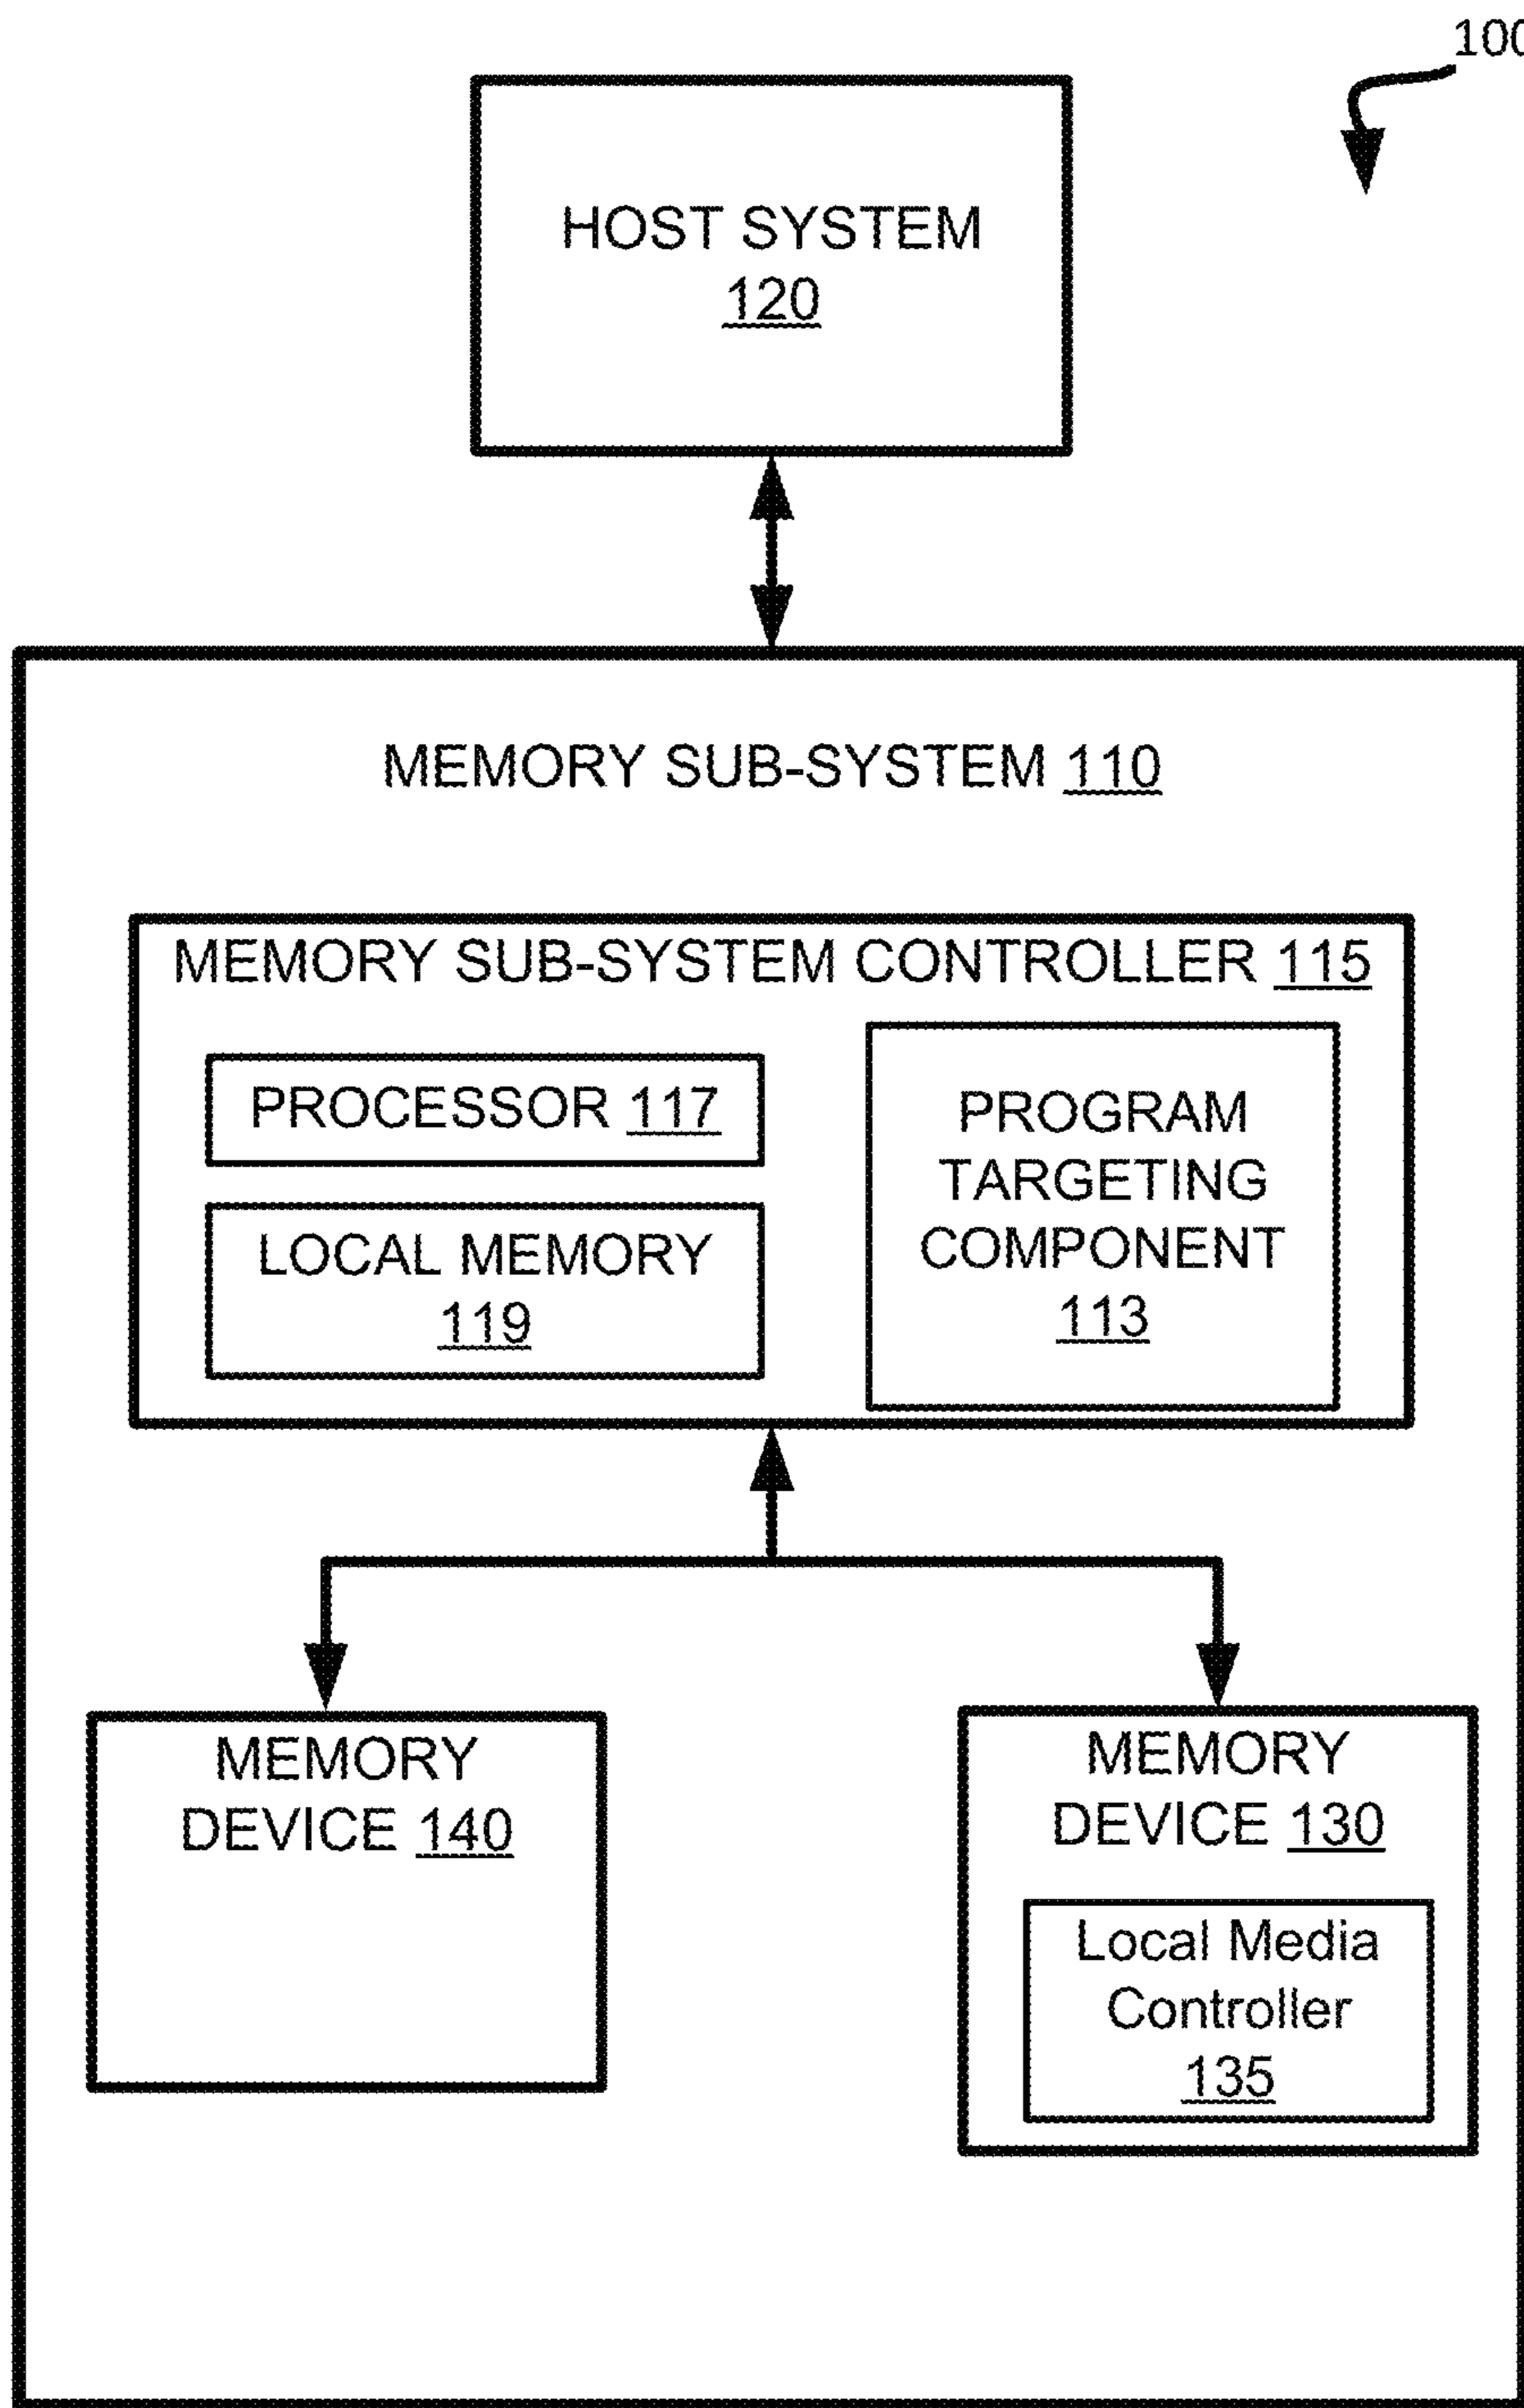 100
HOST SYSTEM
120
MEMORY SUB-SYSTEM 110
MEMORY SUB-SYSTEM CONTROLLER 115
PROCESSOR 117
LOCAL MEMORY
119
PROGRAM
TARGETING
COMPONENT
113
MEMORY
DEVICE 140
MEMORY
DEVICE 130
Local Media
Controller
135